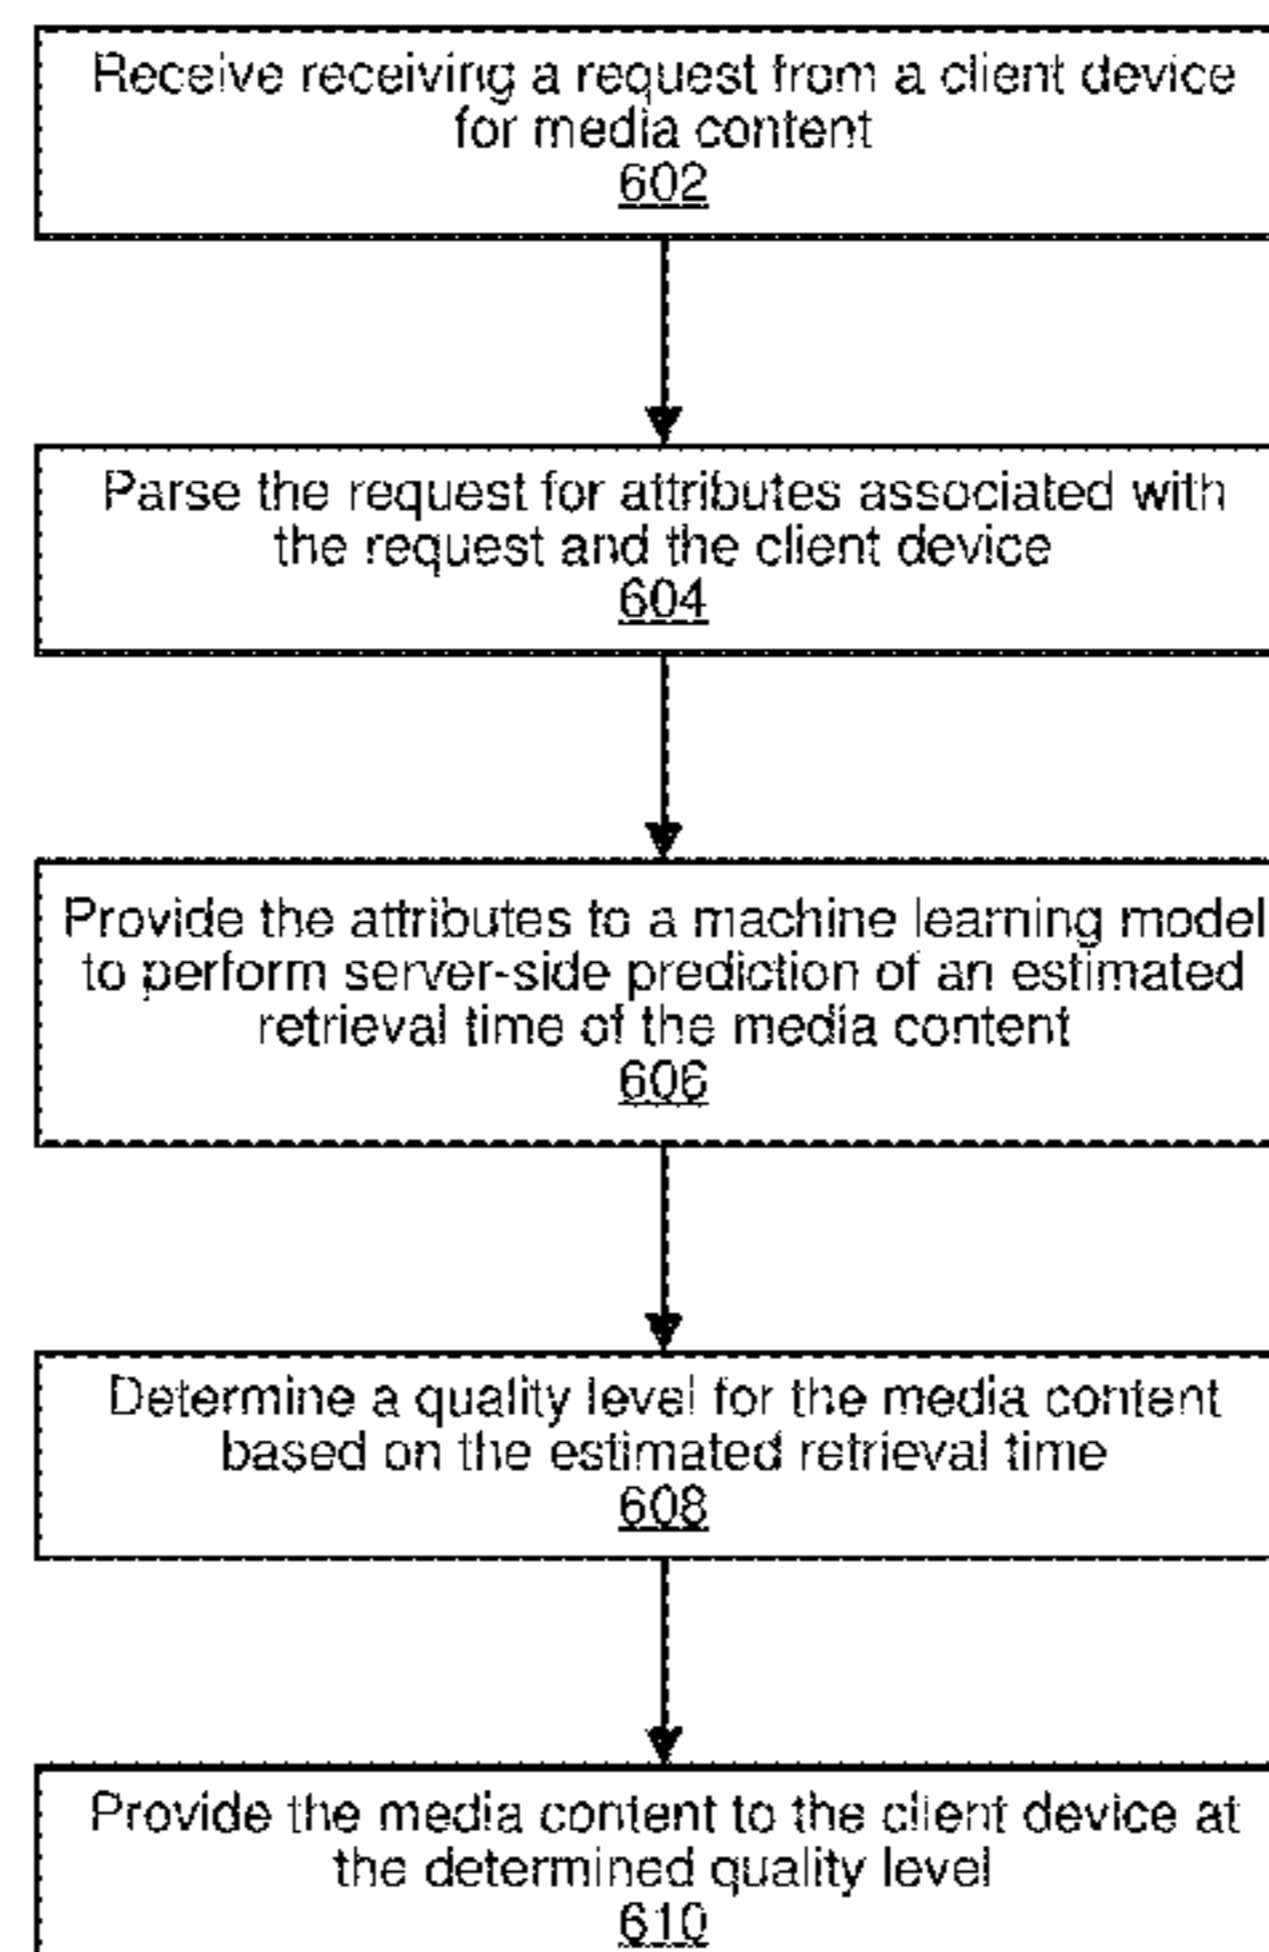 Receive receiving a request from a client device
for media content
602
Parse the request for attributes associated with
the request and the client device
604
Provide the attributes to a machine learning model
to perform server-side prediction of an estimated
retrieval time of the media content
606
Determine a quality level for the media content
based on the estimated retrieval time
608
Provide the media content to the client device at
the determined quality level
610